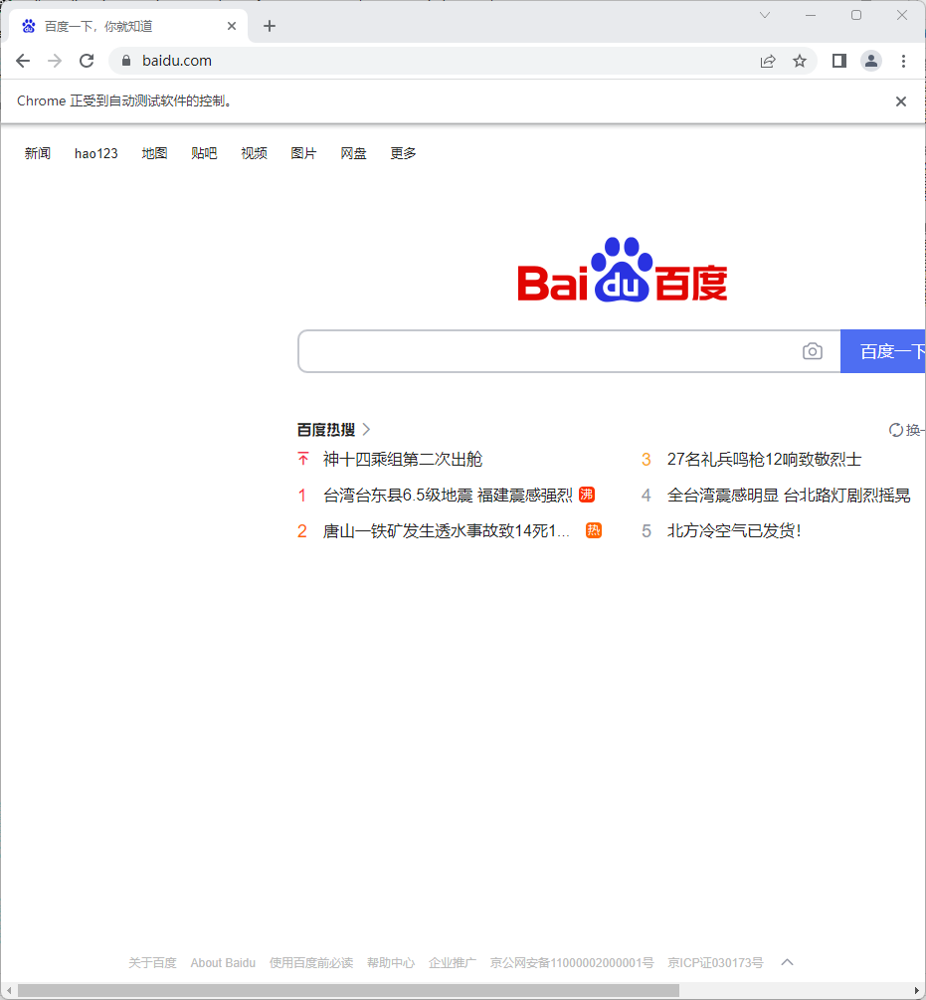 百度一下，你就知道
baidu.com
Chrome 正受到自动测试软件的控制。
新闻 hao123 地图 贴吧 视频 图片 网盘 更多
Bai du 百度
百度一下
百度热搜 换一
神十四乘组第二次出舱 3 27名礼兵鸣枪12响致敬烈士
1 台湾台东县6.5级地震 福建震感强烈 沸 4 全台湾震感明显 台北路灯剧烈摇晃
2 唐山一铁矿发生透水事故致14死1... 热 5 北方冷空气已发货！
关于百度 About Baidu 使用百度前必读 帮助中心 企业推广 京公网安备11000002000001号 京ICP证030173号